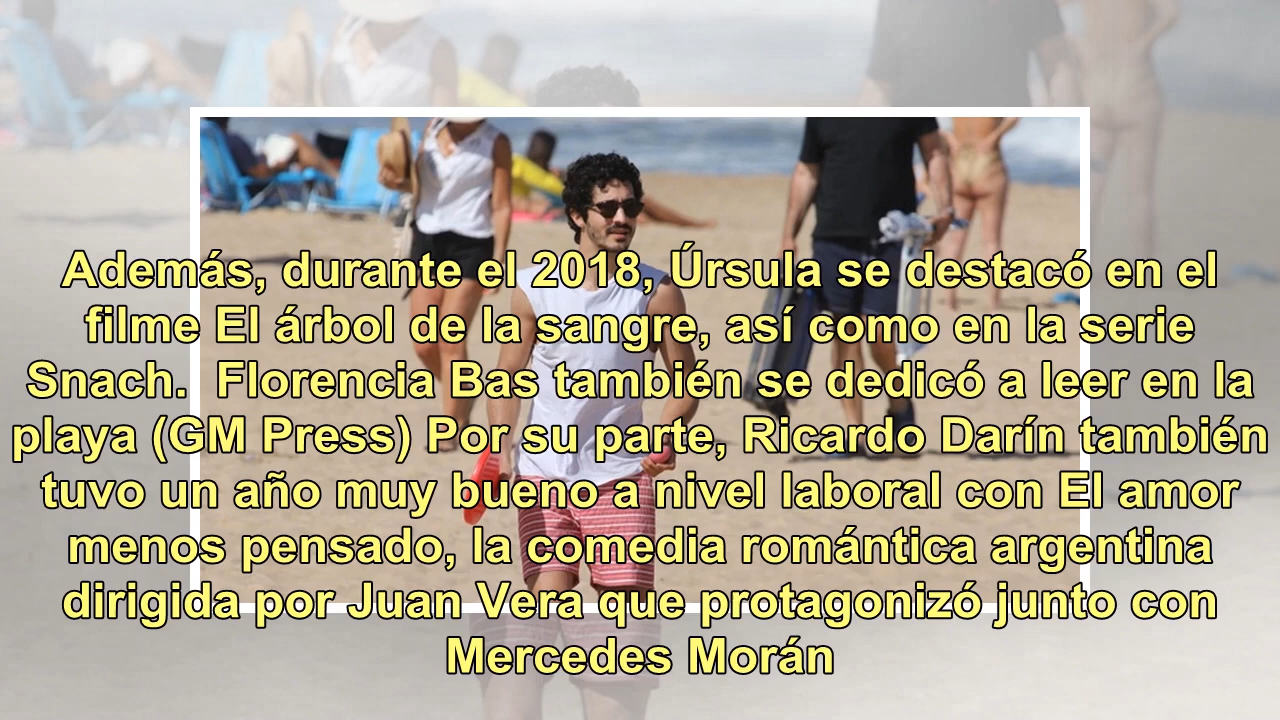 Además, durante el 2018, Úrsula se destacó en el
filme El árbol de la sangre, así como en la serie
Snach.  Florencia Bas también se dedicó a leer en la
playa (GM Press) Por su parte, Ricardo Darín también
tuvo un año muy bueno a nivel laboral con El amor
menos pensado, la comedia romántica argentina
dirigida por Juan Vera que protagonizó junto con
Mercedes Morán